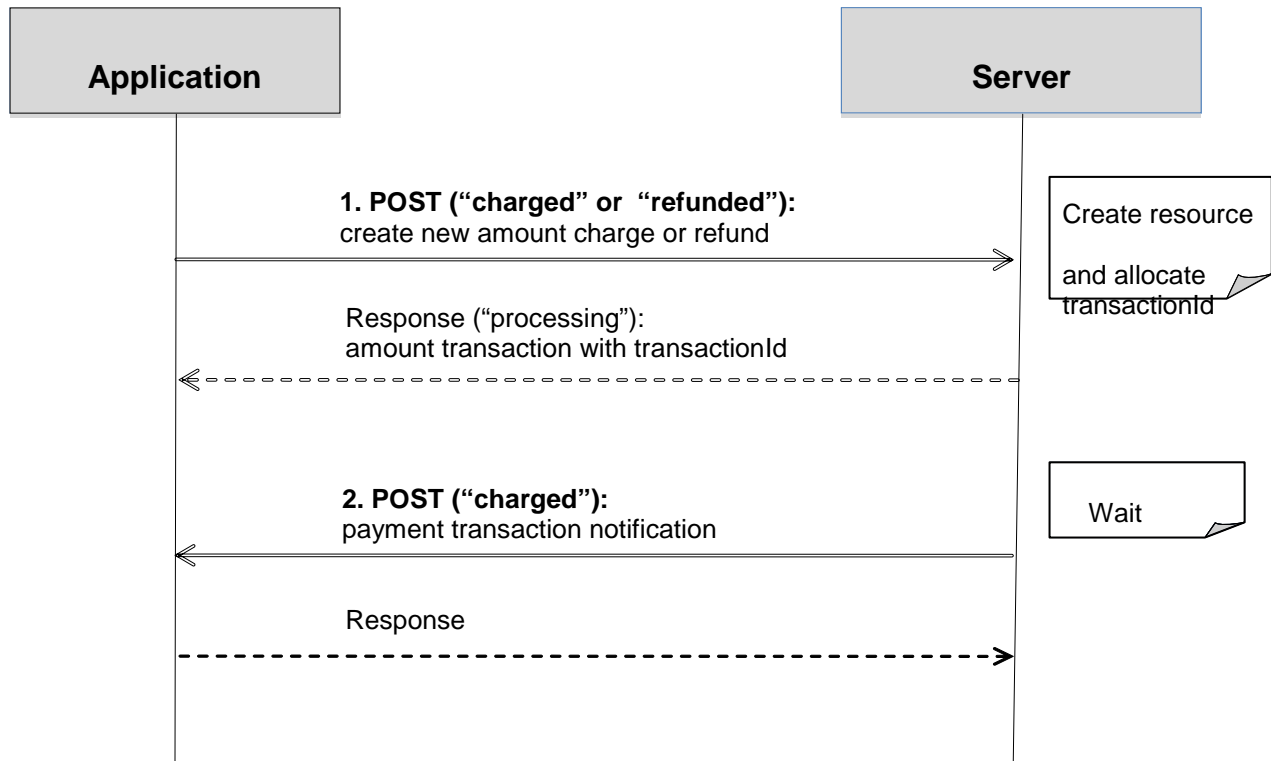 Application
Server
1. POST (“charged” or  “refunded”):
create new amount charge or refund
Create resource
and allocate
transactionId
Response (“processing”):
amount transaction with transactionId
2. POST (“charged”):
payment transaction notification
Wait
Response